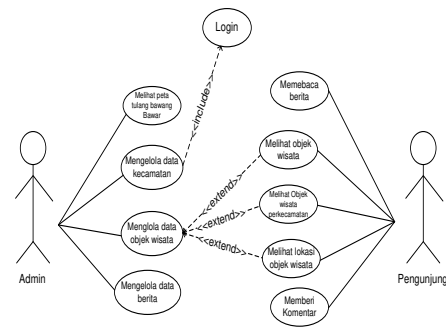 Login
Melihat peta
tulang bawang
Bawar
Memebaca
berita
<<include>>
Mengelola data
kecamatan
Melihat objek
wisata
<<extend>>
Melihat Objek
wisata
perkecamatan
<<extend>>
Menglola data
objek wisata
<<extend>>
Melihat lokasi
objek wisata
Admin
Pengunjung
Mengelola data
berita
Memberi
Komentar